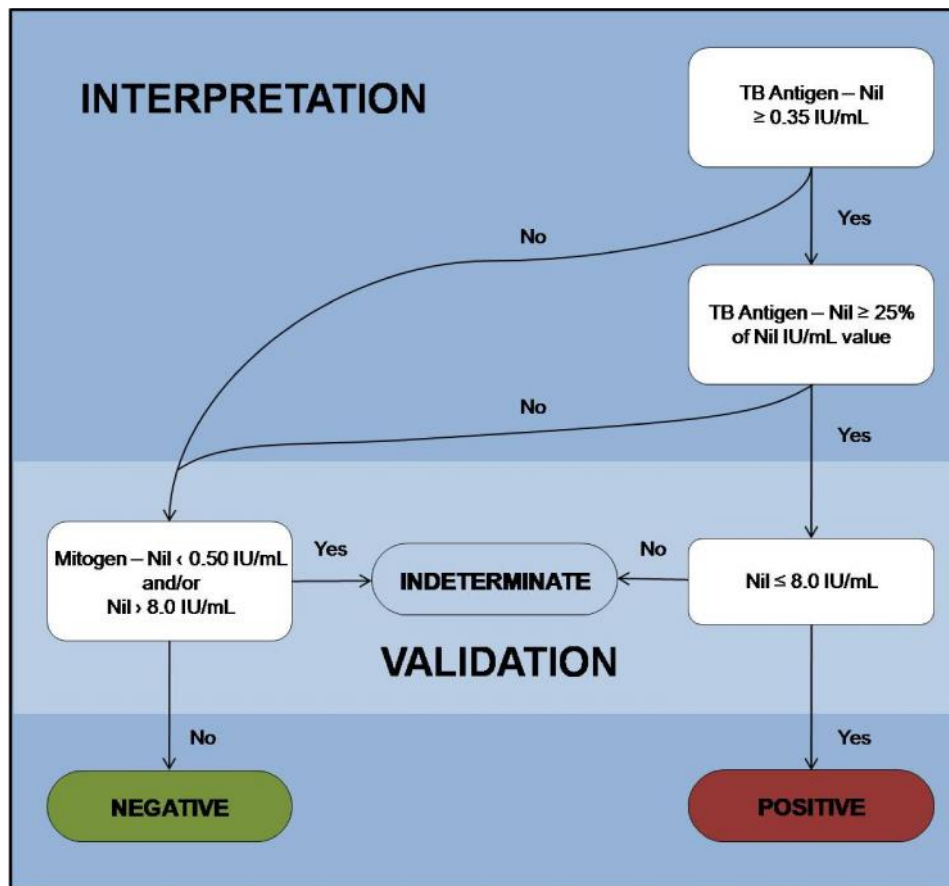 INTERPRETATION
TB Antigen – Nil
≥ 0.35 IU/mL
No
Yes
TB Antigen – Nil ≥ 25%
of Nil IU/mL value
No
Yes
Mitogen – Nil ‹ 0.50 IU/mL
and/or
Nil › 8.0 IU/mL
Yes
INDETERMINATE
No
Nil ≤ 8.0 IU/mL
VALIDATION
No
Yes
NEGATIVE
POSITIVE